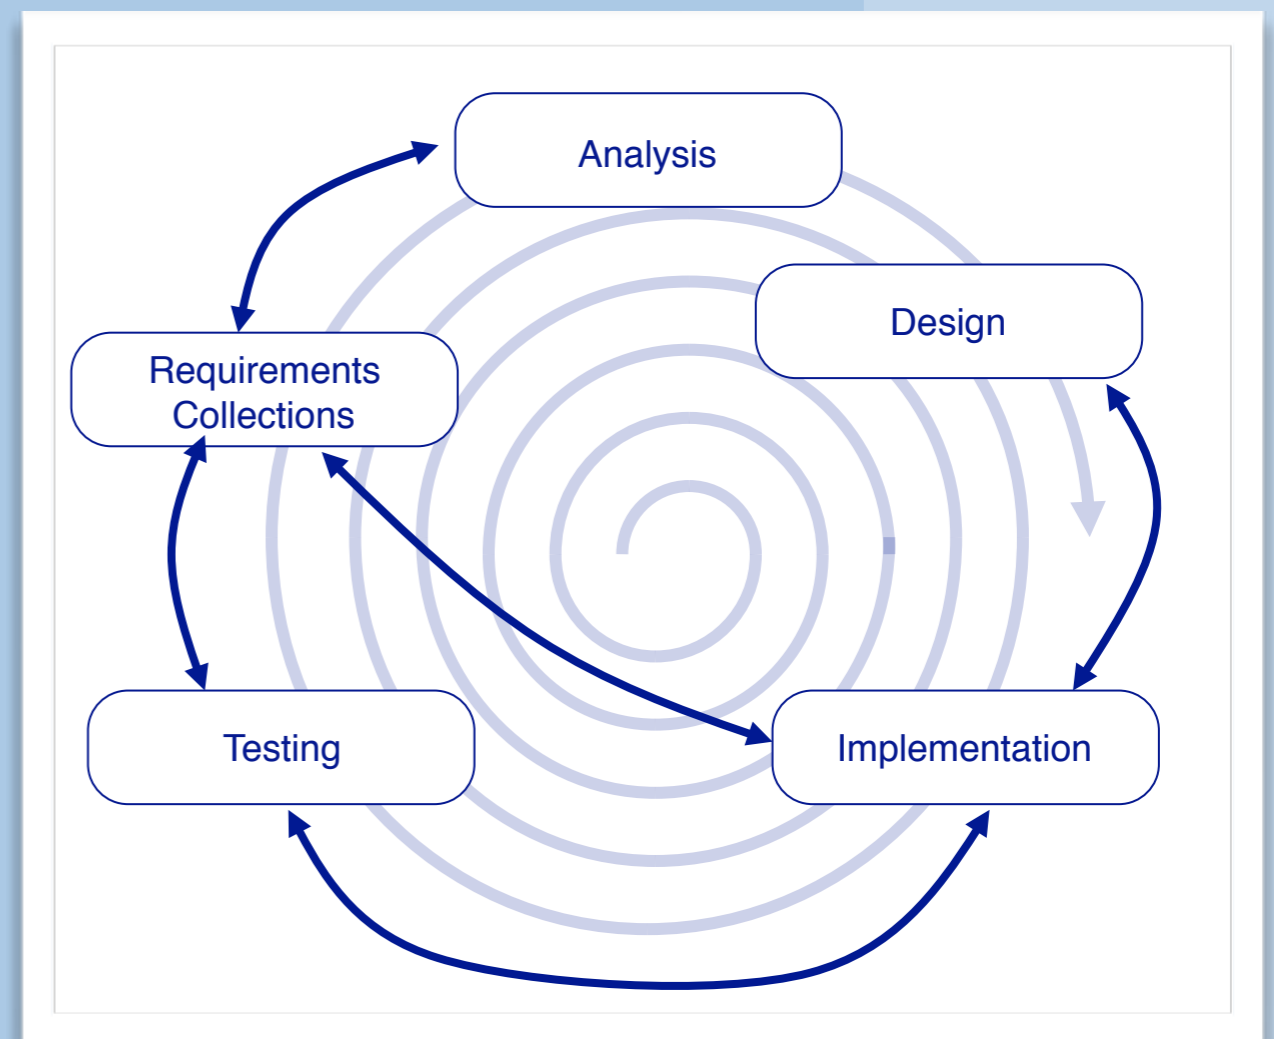 Analysis
Design
Requirements
Collections
Testing
Implementation